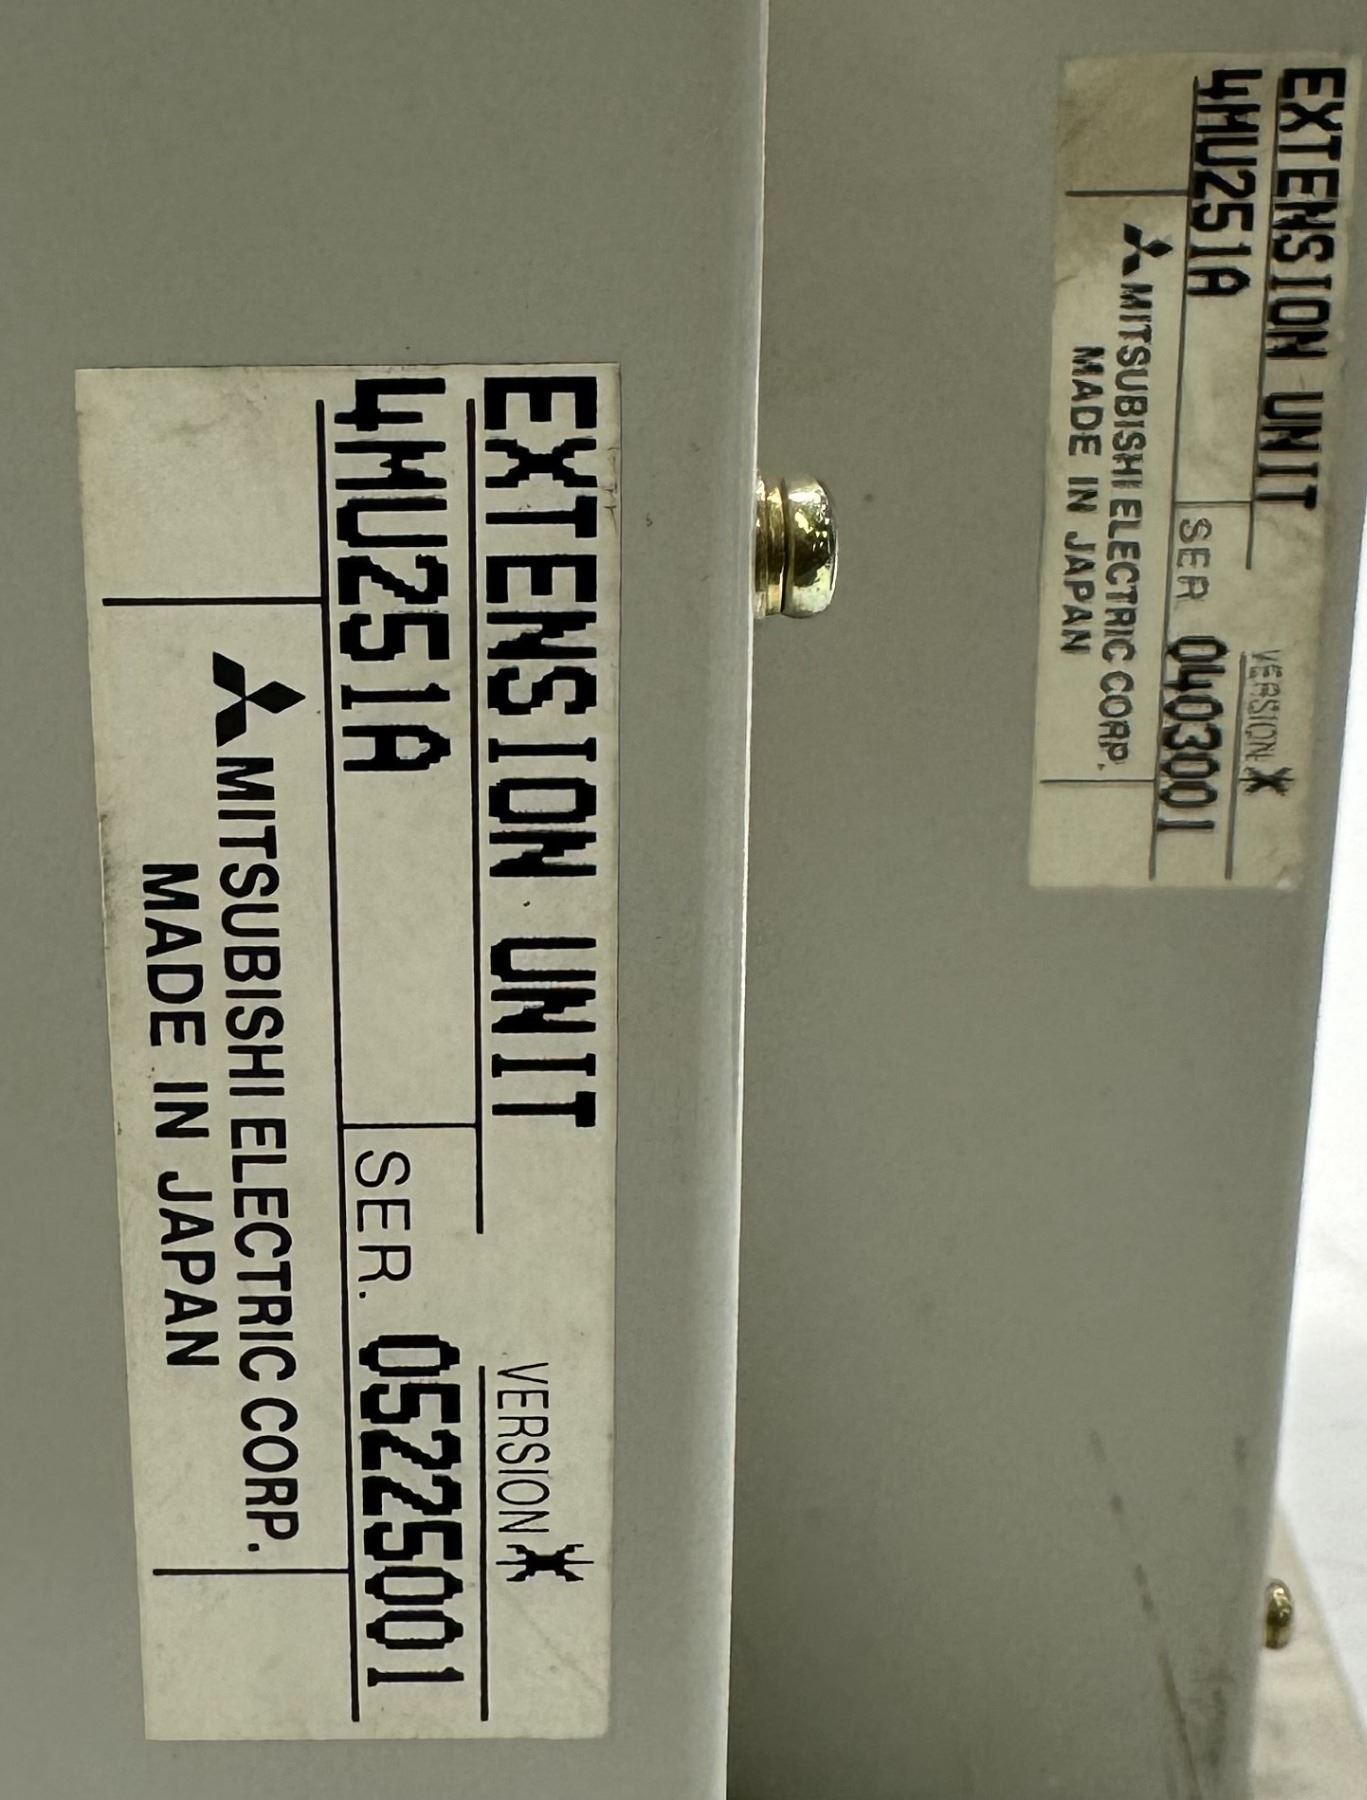 EXTENSION UNIT
VERSION *
4MU251A SER. 05225001
MITSUBISHI ELECTRIC CORP.
MADE IN JAPAN
EXTENSION UNIT
VERSION *
4MU251A SER 0403001
MITSUBISHI ELECTRIC CORP.
MADE IN JAPAN